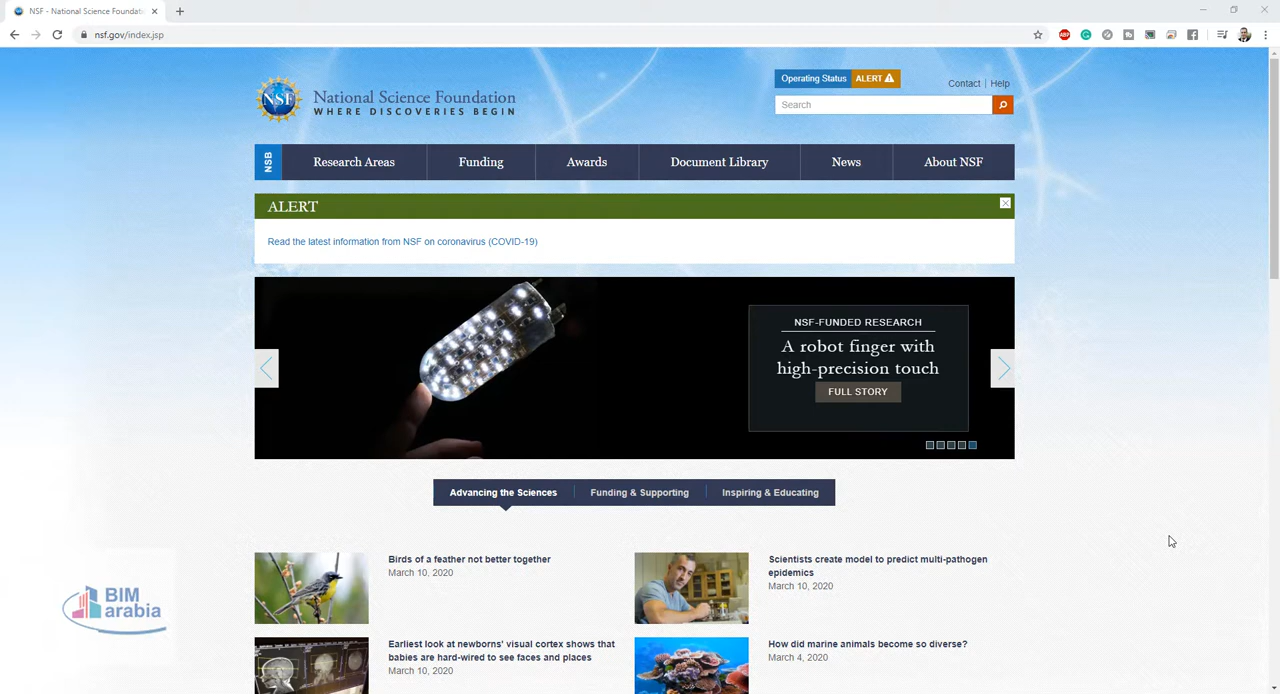 NSF - National Science Foundati
nsf.gov/index.jsp
ABP
Operating Status ALERT
Contact | Help
NSF
National Science Foundation
WHERE DISCOVERIES BEGIN
Search
NSB
Research Areas
Funding
Awards
Document Library
News
About NSF
ALERT
Read the latest information from NSF on coronavirus (COVID-19)
NSF-FUNDED RESEARCH
A robot finger with
high-precision touch
FULL STORY
Advancing the Sciences
Funding & Supporting
Inspiring & Educating
Birds of a feather not better together
March 10, 2020
Scientists create model to predict multi-pathogen
epidemics
March 10, 2020
Earliest look at newborns' visual cortex shows that
babies are hard-wired to see faces and places
March 10, 2020
How did marine animals become so diverse?
March 4, 2020
BIM
arabia